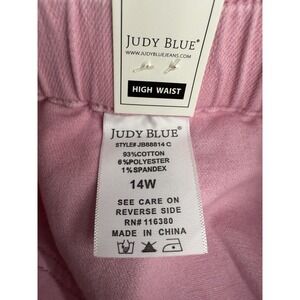 JUDY BLUE®
WWW.JUDYBLUEJEANS.COM
HIGH WAIST
JUDY BLUE®
STYLE# JB88814 C
93%COTTON
6%POLYESTER
1%SPANDEX
14W
SEE CARE ON
REVERSE SIDE
RN# 116380
MADE IN CHINA